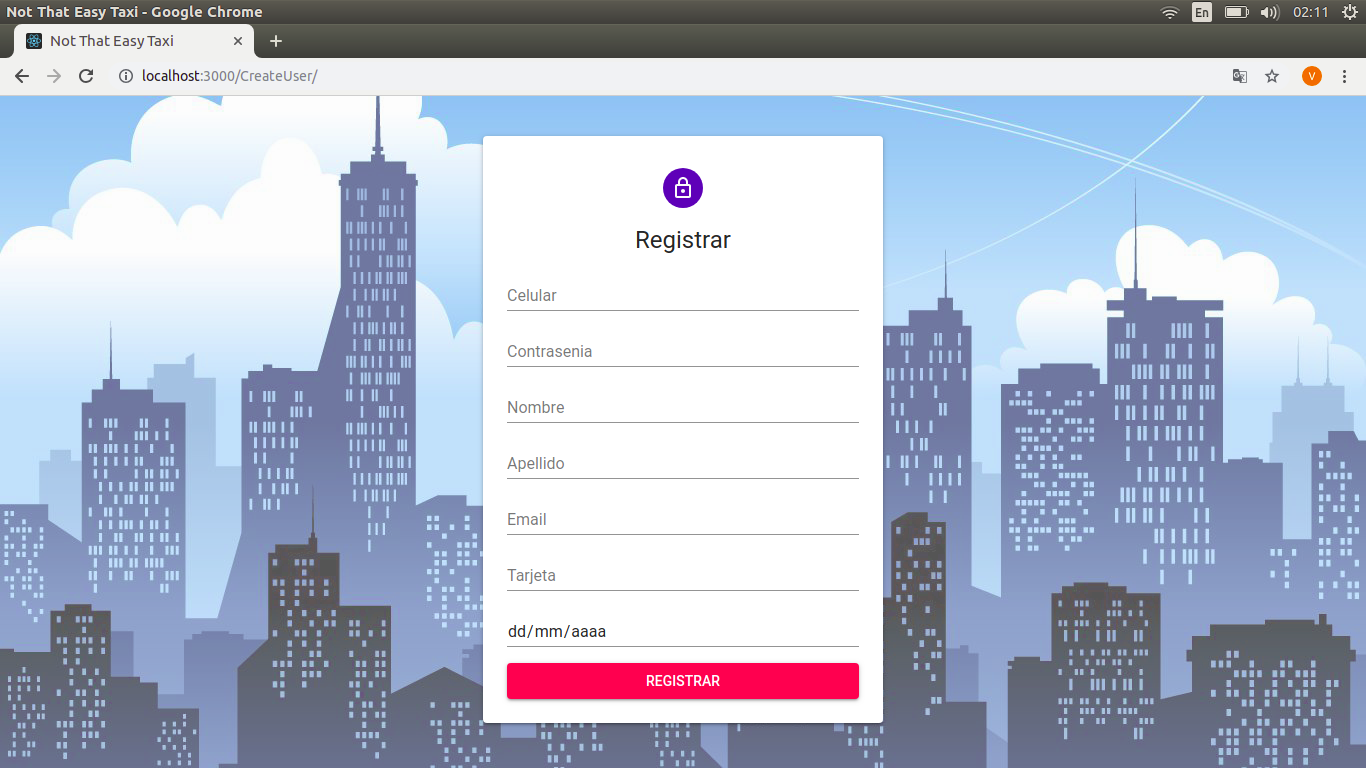 Not That Easy Taxi - Google Chrome
En
02:11
Not That Easy Taxi
localhost:3000/CreateUser/
V
Registrar
Celular
Contrasenia
Nombre
Apellido
Email
Tarjeta
dd/mm/aaaa
REGISTRAR